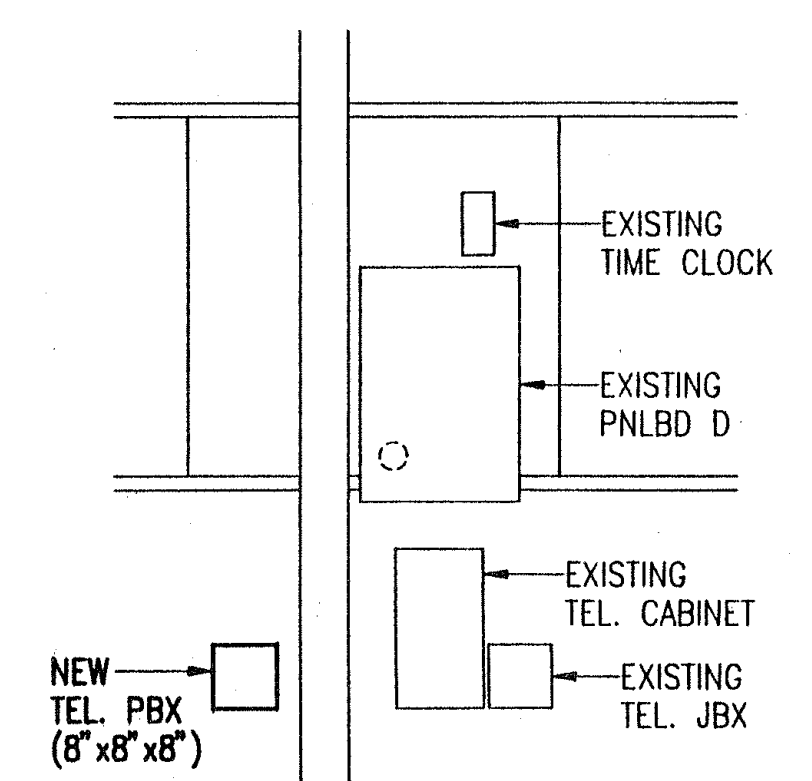 EXISTING
TIME CLOCK
EXISTING
PNLBD D
EXISTING
TEL. CABINET
NEW
TEL. PBX
(8"x8"x8")
EXISTING
TEL. JBX